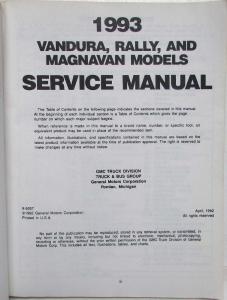 1993
VANDURA, RALLY, AND
MAGNAVAN MODELS
SERVICE MANUAL
The Table of Contents on the following page indicates the sections covered in this manual.
At the beginning of each individual section is a Table of Contents which gives the page
number on which each major subject begins.
When reference is made in this manual to a brand name, number, or specific tool, an
equivalent product may be used in place of the recommended item.
All information, illustrations, and specifications contained in this manual are based on the
latest product information available at the time of publication approval. The right is reserved to
make changes at any time without notice.
GMC TRUCK DIVISION
TRUCK & BUS GROUP
General Motors Corporation
Pontiac, Michigan
April, 1992
©1992 General Motors Corporation
All rights reserved
Printed in U.S.A.
No part of this publication may be reproduced, stored in any retrieval system, or transmitted, in
any form or by any means, including but not limited to electronic, mechanical, photocopying,
recording or otherwise, without the prior written permission of the GMC Truck Division of General
Motors Corp. This includes all text, illustrations, tables, and charts.